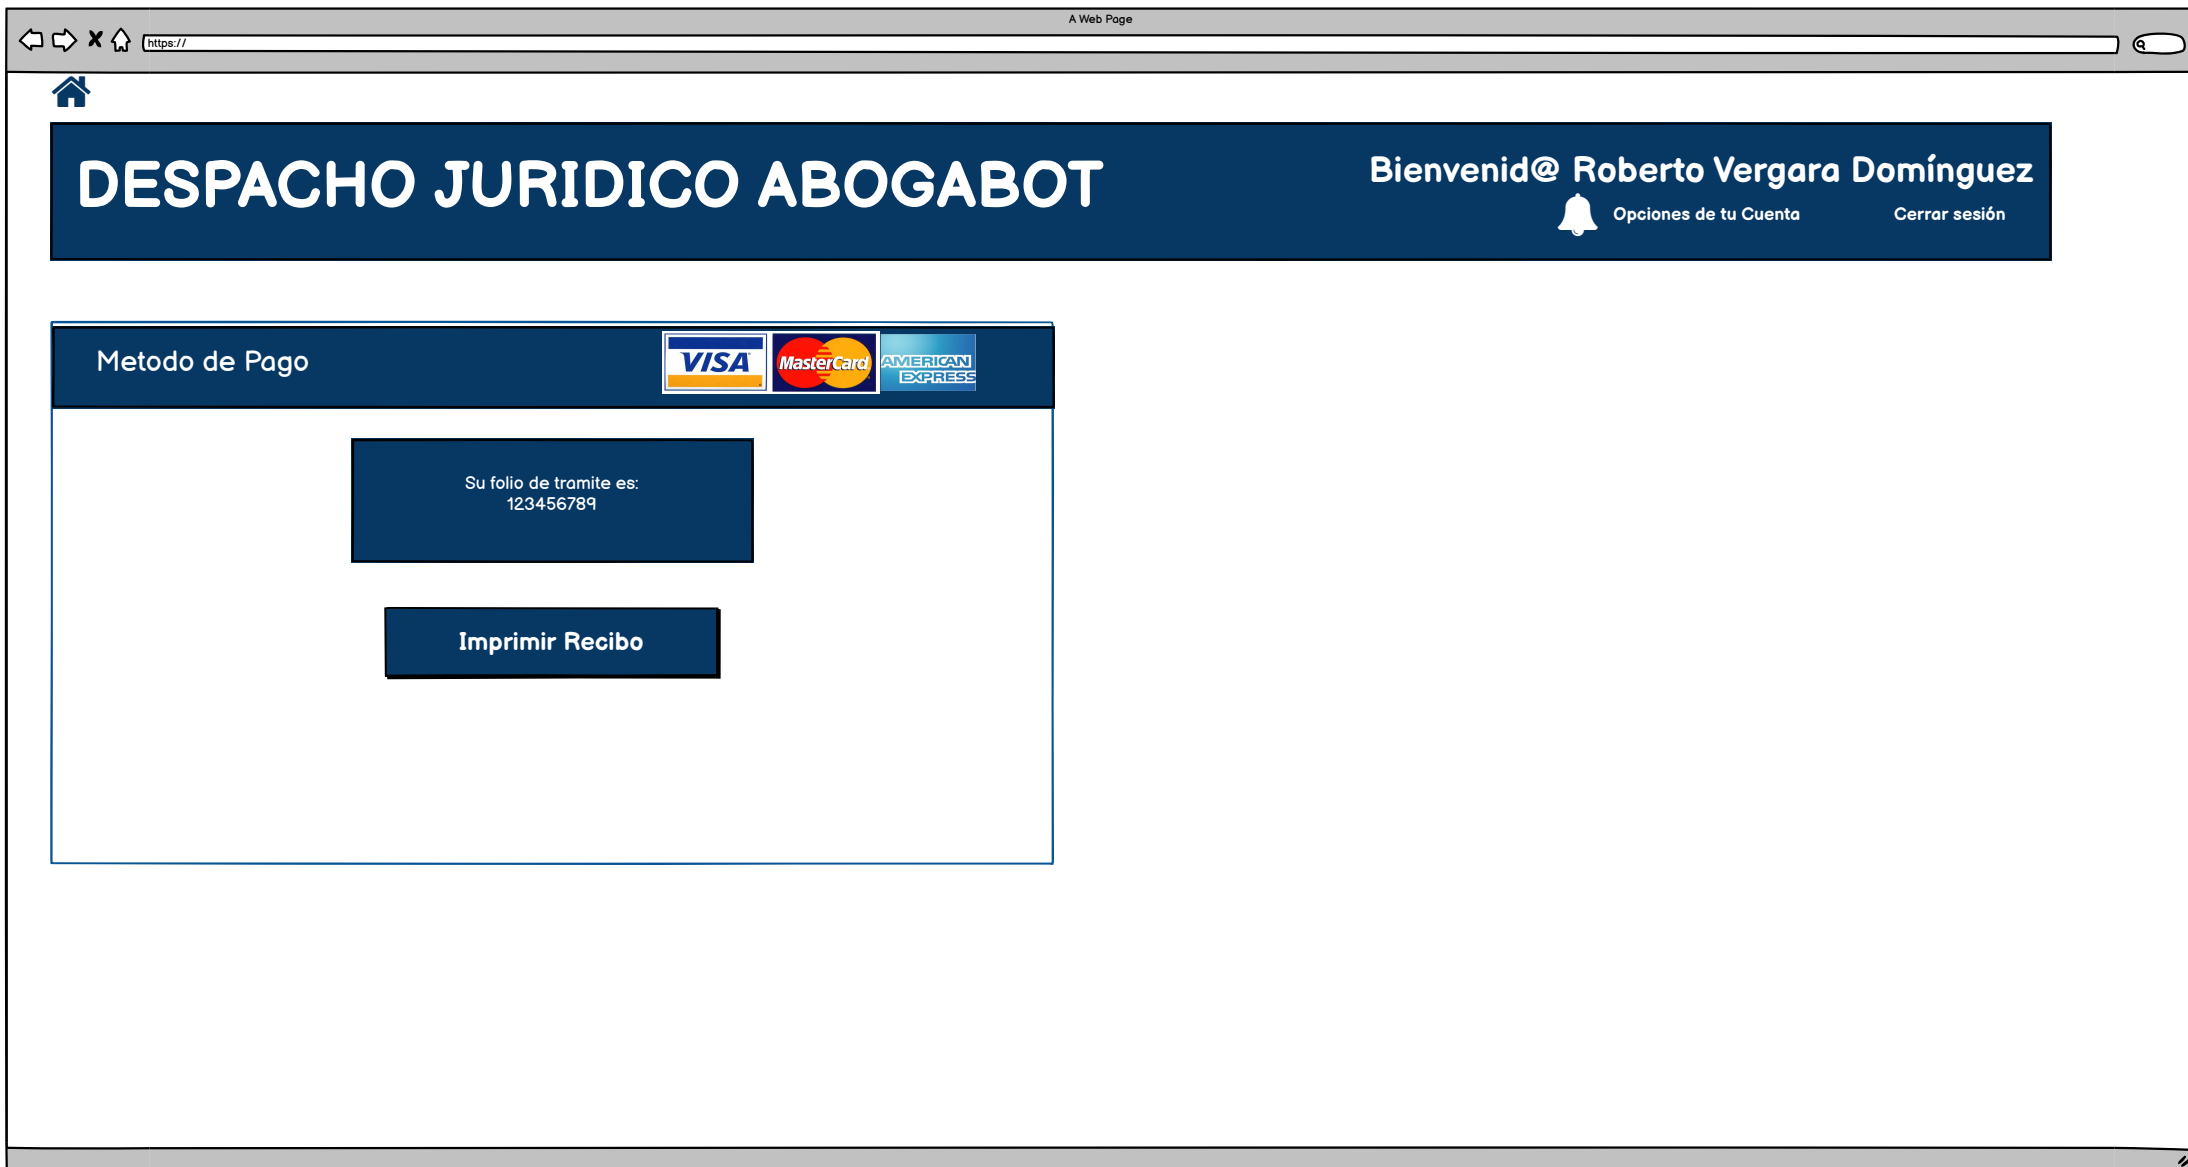 A Web Page
https://
DESPACHO JURIDICO ABOGABOT
Bienvenid@ Roberto Vergara Domínguez
Opciones de tu Cuenta
Cerrar sesión
Metodo de Pago
VISA
MasterCard
AMERICAN
EXPRESS
Su folio de tramite es:
123456789
Imprimir Recibo